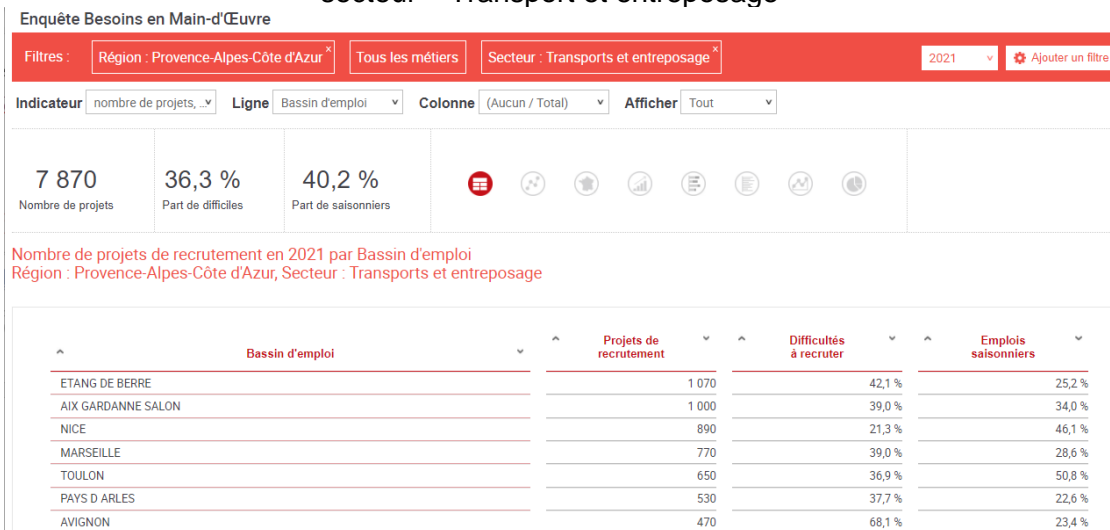 secteur « Transport et entreposage »
Enquête Besoins en Main-d'Œuvre
Filtres : Région : Provence-Alpes-Côte d'Azur x Tous les métiers Secteur : Transports et entreposage x 2021 Ajouter un filtre
Indicateur nombre de projets, ... Ligne Bassin d'emploi Colonne (Aucun / Total) Afficher Tout
7 870 36,3 % 40,2 %
Nombre de projets Part de difficiles Part de saisonniers
Nombre de projets de recrutement en 2021 par Bassin d'emploi
Région : Provence-Alpes-Côte d'Azur, Secteur : Transports et entreposage
Bassin d'emploi Projets de recrutement Difficultés à recruter Emplois saisonniers
ETANG DE BERRE 1 070 42,1 % 25,2 %
AIX GARDANNE SALON 1 000 39,0 % 34,0 %
NICE 890 21,3 % 46,1 %
MARSEILLE 770 39,0 % 28,6 %
TOULON 650 36,9 % 50,8 %
PAYS D ARLES 530 37,7 % 22,6 %
AVIGNON 470 68,1 % 23,4 %